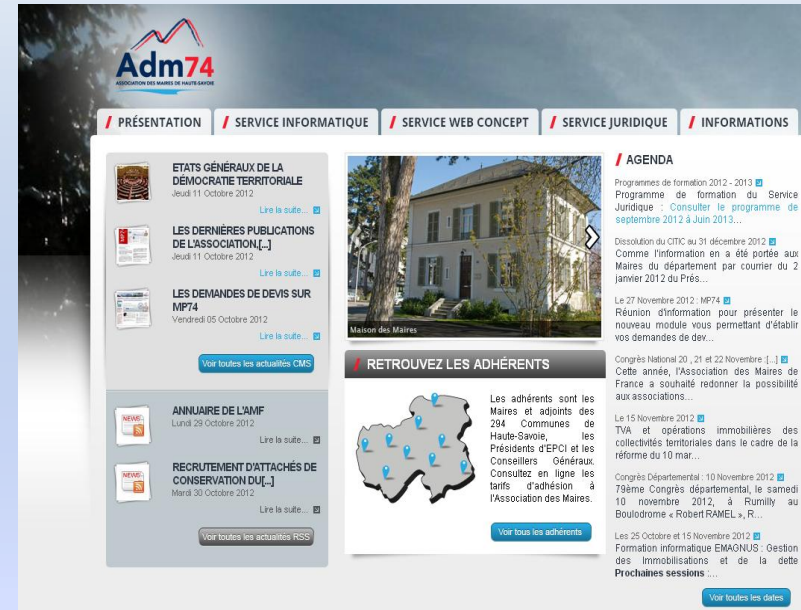 Adm74
ASSOCIATION DES MAIRES DE HAUTE-SAVOIE
/ PRÉSENTATION / SERVICE INFORMATIQUE / SERVICE WEB CONCEPT / SERVICE JURIDIQUE / INFORMATIONS
ETATS GÉNÉRAUX DE LA
DÉMOCRATIE TERRITORIALE
Jeudi 11 Octobre 2012
Lire la suite...
LES DERNIÈRES PUBLICATIONS
DE L'ASSOCIATION,[...]
Jeudi 11 Octobre 2012
Lire la suite...
LES DEMANDES DE DEVIS SUR
MP74
Vendredi 05 Octobre 2012
Lire la suite...
Voir toutes les actualités CMS
NEWS
ANNUAIRE DE L'AMF
Lundi 29 Octobre 2012
Lire la suite...
NEWS
RECRUTEMENT D'ATTACHÉS DE
CONSERVATION DU[...]
Mardi 30 Octobre 2012
Lire la suite...
Voir toutes les actualités RSS
Maison des Maires
/ RETROUVEZ LES ADHÉRENTS
Les adhérents sont les
Maires et adjoints des
294 Communes de
Haute-Savoie, les
Présidents d'EPCI et les
Conseillers Généraux.
Consultez en ligne les
tarifs d'adhésion à
l'Association des Maires.
Voir tous les adhérents
/ AGENDA
Programmes de formation 2012 - 2013
Programme de formation du Service
Juridique : Consulter le programme de
septembre 2012 à Juin 2013...
Dissolution du CITIC au 31 décembre 2012
Comme l'information en a été portée aux
Maires du département par courrier du 2
janvier 2012 du Prés...
Le 27 Novembre 2012 : MP74
Réunion d'information pour présenter le
nouveau module vous permettant d'établir
vos demandes de dev...
Congrès National 20 , 21 et 22 Novembre :[...]
Cette année, l'Association des Maires de
France a souhaité redonner la possibilité
aux associations...
Le 15 Novembre 2012
TVA et opérations immobilières des
collectivités territoriales dans le cadre de la
réforme du 10 mar...
Congrès Départemental : 10 Novembre 2012
79ème Congrès départemental, le samedi
10 novembre 2012, à Rumilly au
Boulodrome « Robert RAMEL », R...
Les 25 Octobre et 15 Novembre 2012
Formation informatique EMAGNUS : Gestion
des Immobilisations et de la dette
Prochaines sessions :...
Voir toutes les dates